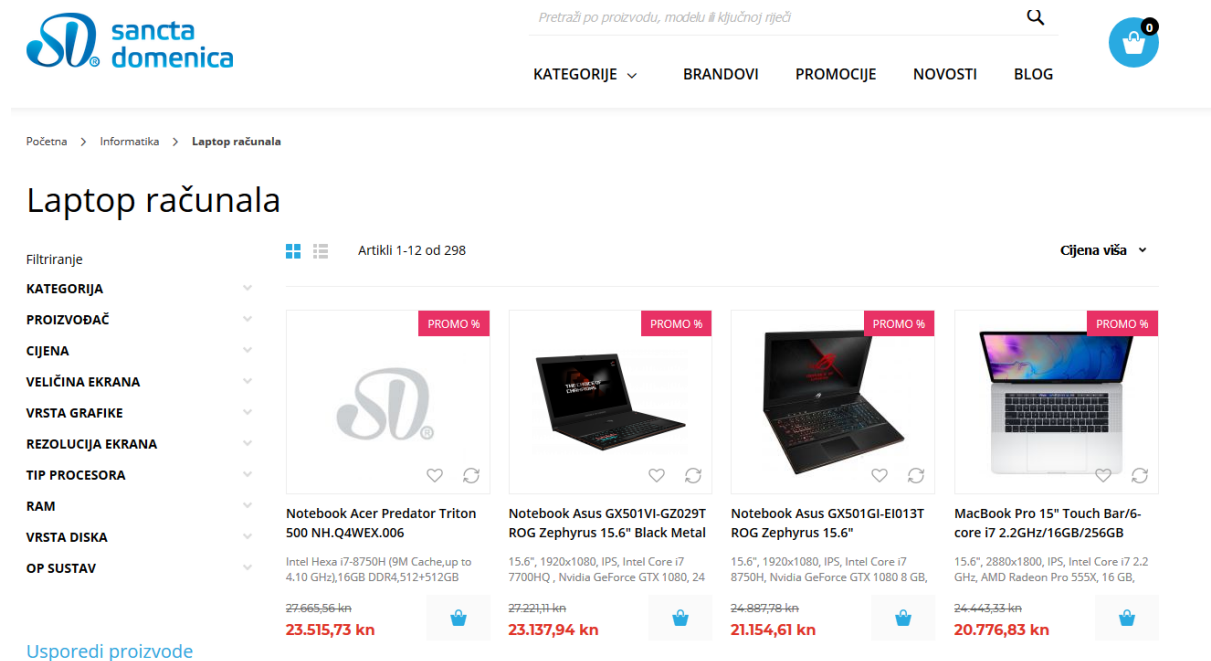 sancta
domenica
Pretraži po proizvodu, modelu ili ključnoj riječi
0
KATEGORIJE
BRANDOVI
PROMOCIJE
NOVOSTI
BLOG
Početna > Informatika > Laptop računala
Laptop računala
Filtriranje
KATEGORIJA
PROIZVOĐAČ
CIJENA
VELIČINA EKRANA
VRSTA GRAFIKE
REZOLUCIJA EKRANA
TIP PROCESORA
RAM
VRSTA DISKA
OP SUSTAV
Usporedi proizvode
Artikli 1-12 od 298
Cijena viša
PROMO %
Notebook Acer Predator Triton
500 NH.Q4WEX.006
Intel Hexa i7-8750H (9M Cache,up to
4.10 GHz),16GB DDR4,512+512GB
27.665,56 kn
23.515,73 kn
PROMO %
Notebook Asus GX501VI-GZ029T
ROG Zephyrus 15.6" Black Metal
15.6", 1920x1080, IPS, Intel Core i7
7700HQ , Nvidia GeForce GTX 1080, 24
27.221,11 kn
23.137,94 kn
PROMO %
Notebook Asus GX501GI-EI013T
ROG Zephyrus 15.6"
15.6", 1920x1080, IPS, Intel Core i7
8750H, Nvidia GeForce GTX 1080 8 GB,
24.887,78 kn
21.154,61 kn
PROMO %
MacBook Pro 15" Touch Bar/6-
core i7 2.2GHz/16GB/256GB
15.6", 2880x1800, IPS, Intel Core i7 2.2
GHz, AMD Radeon Pro 555X, 16 GB,
24.443,33 kn
20.776,83 kn